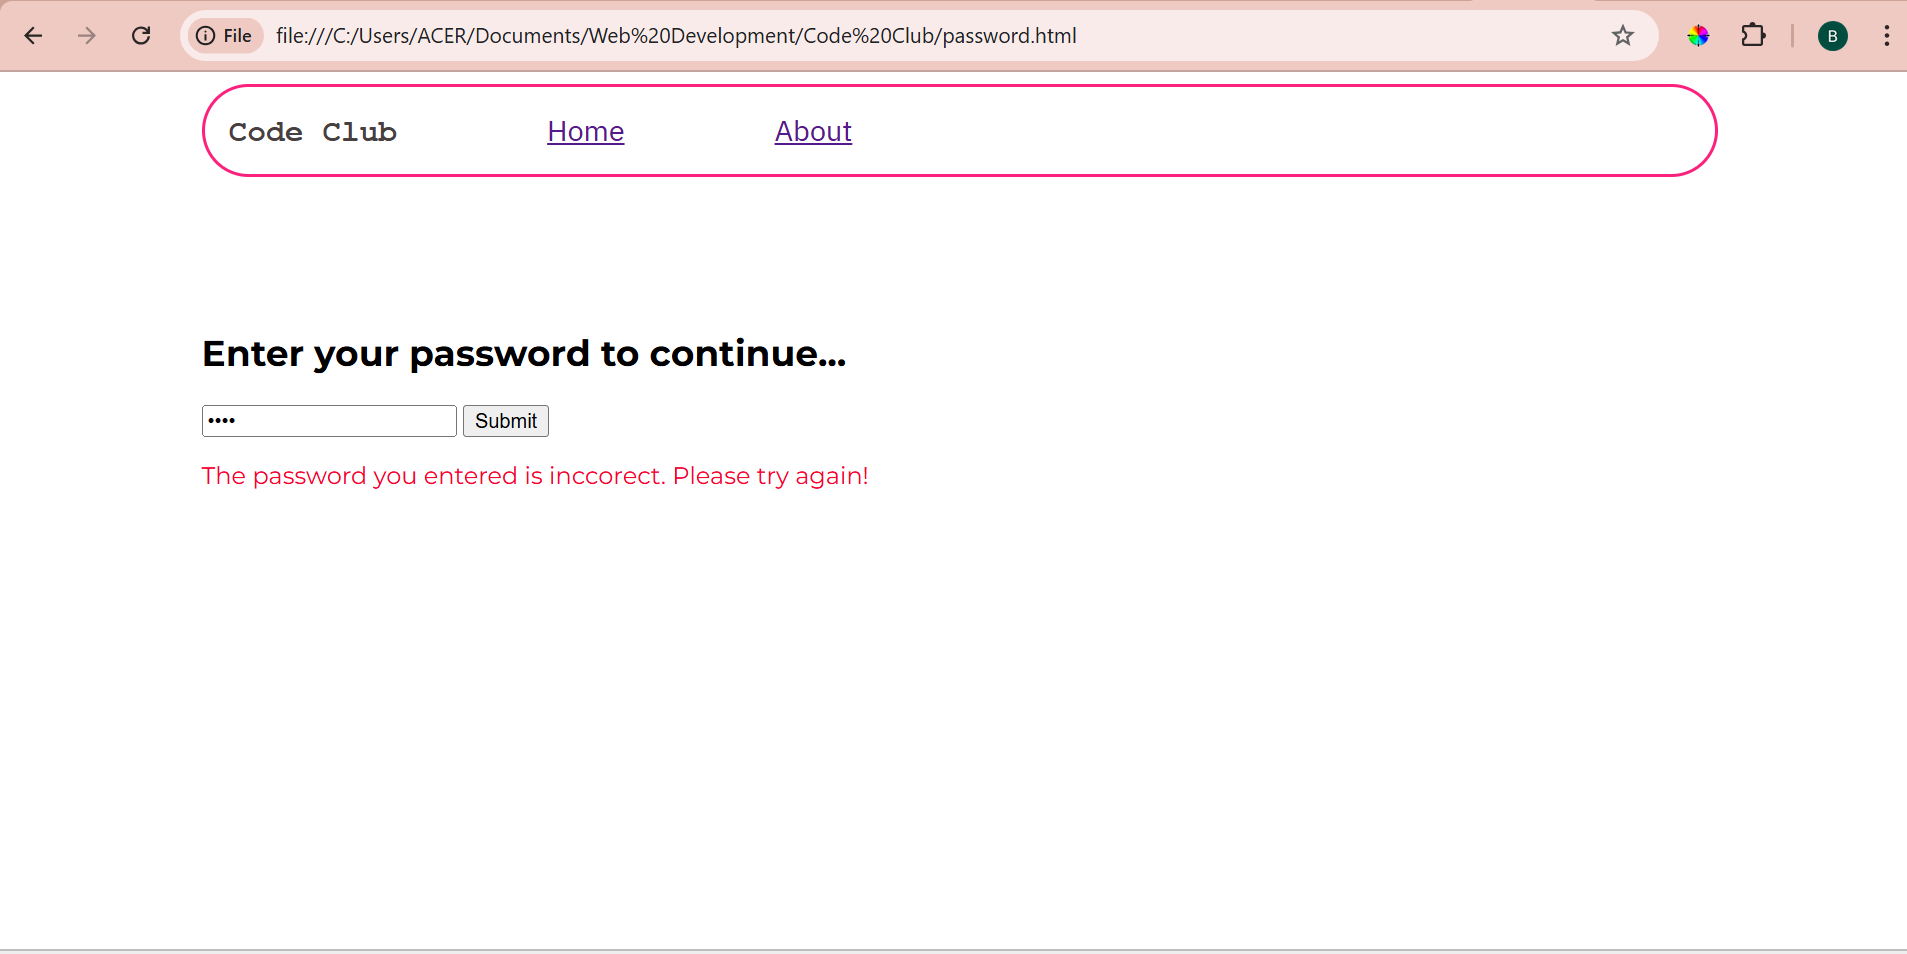 File file:///C:/Users/ACER/Documents/Web%20Development/Code%20Club/password.html B
Code Club Home About
Enter your password to continue...
•••• Submit
The password you entered is inccorect. Please try again!